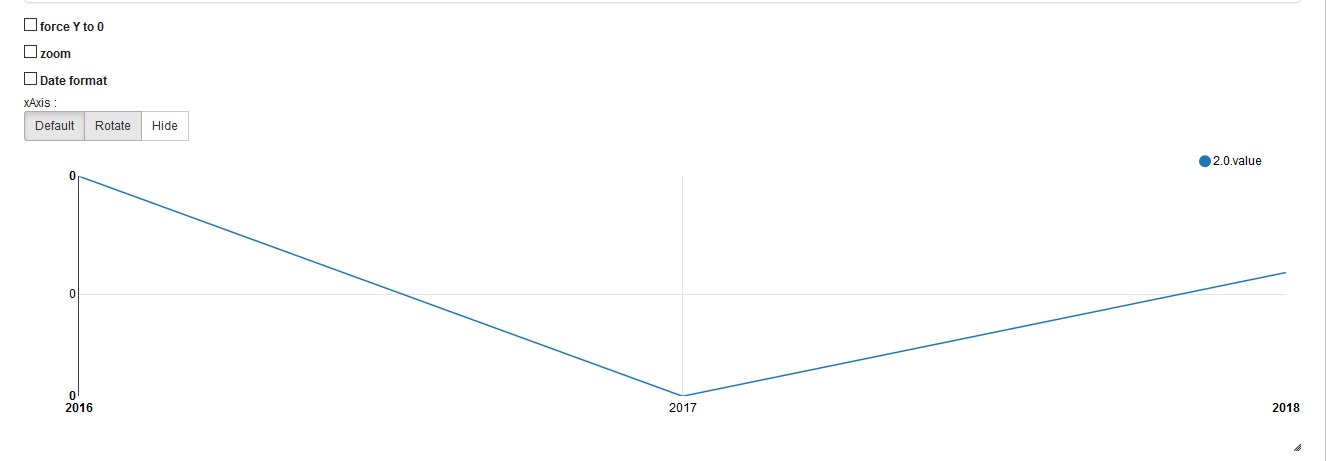 force Y to 0
zoom
Date format
xAxis :
Default Rotate Hide
2.0.value
0
0
0
2016 2017 2018